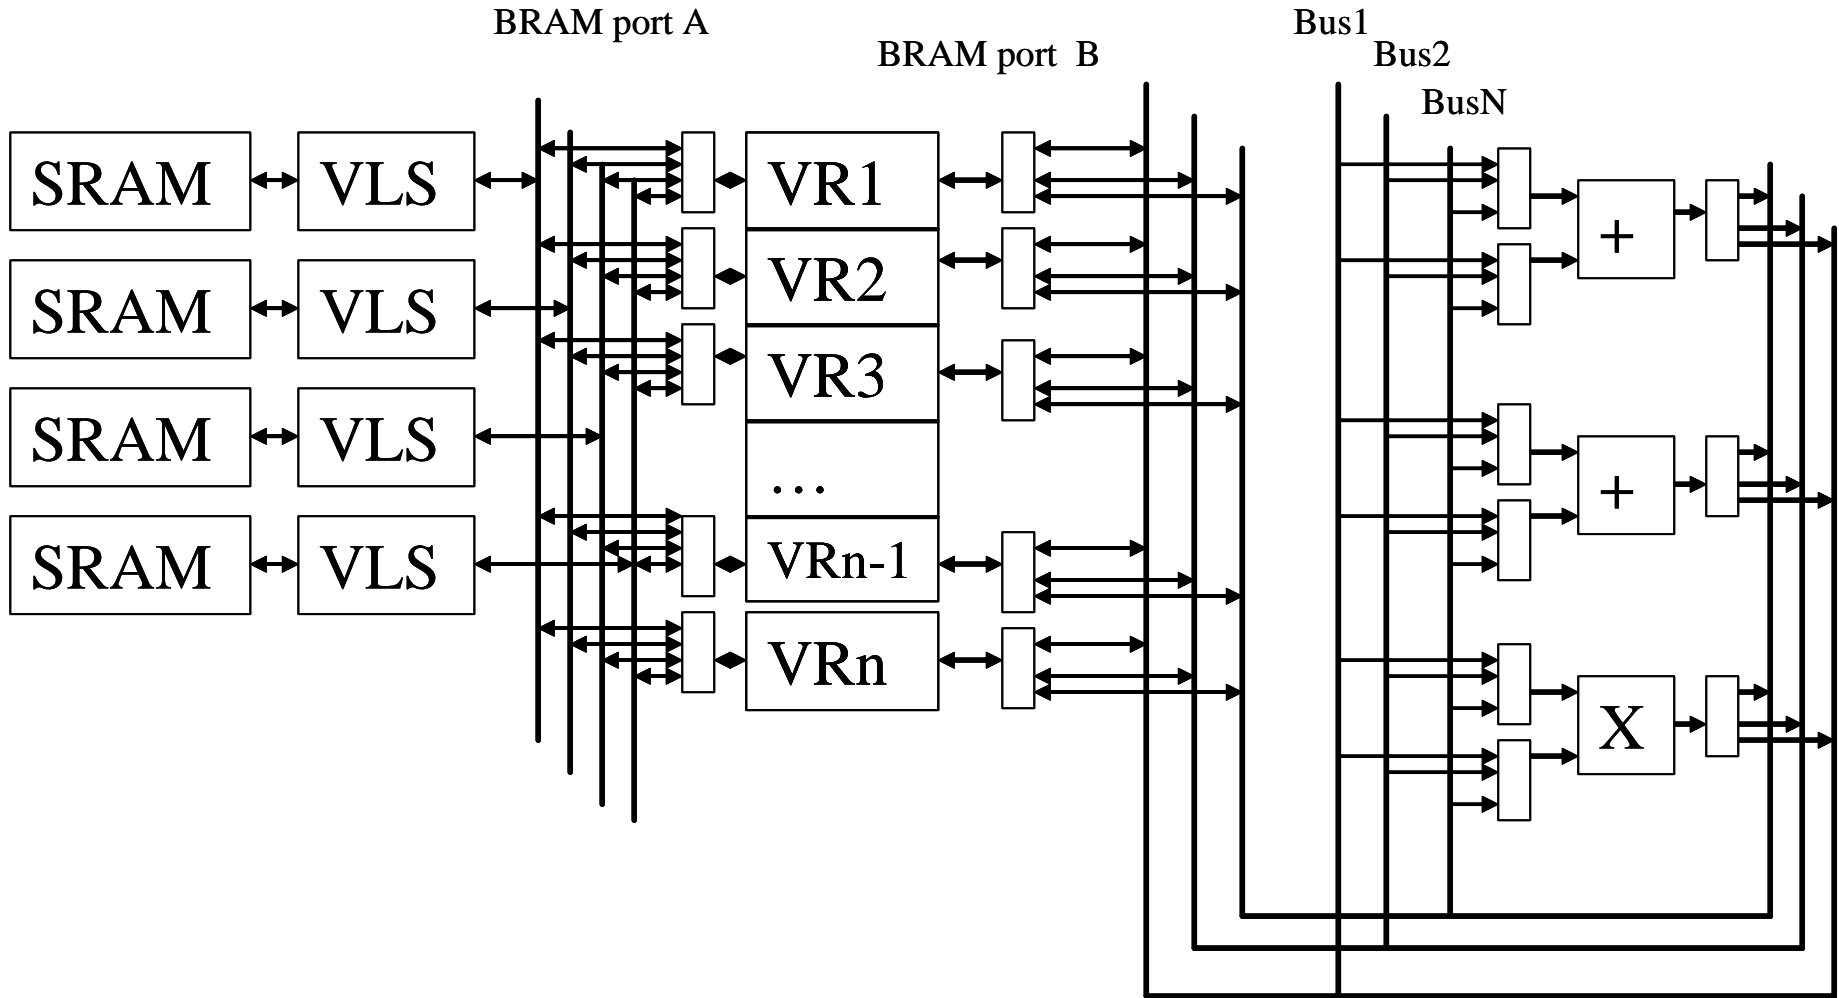 BRAM port A
BRAM port B
Bus1
Bus2
BusN
SRAM VLS VR1
SRAM VLS VR2
SRAM VLS VR3
...
SRAM VLS VRn-1
VRn
+
+
X